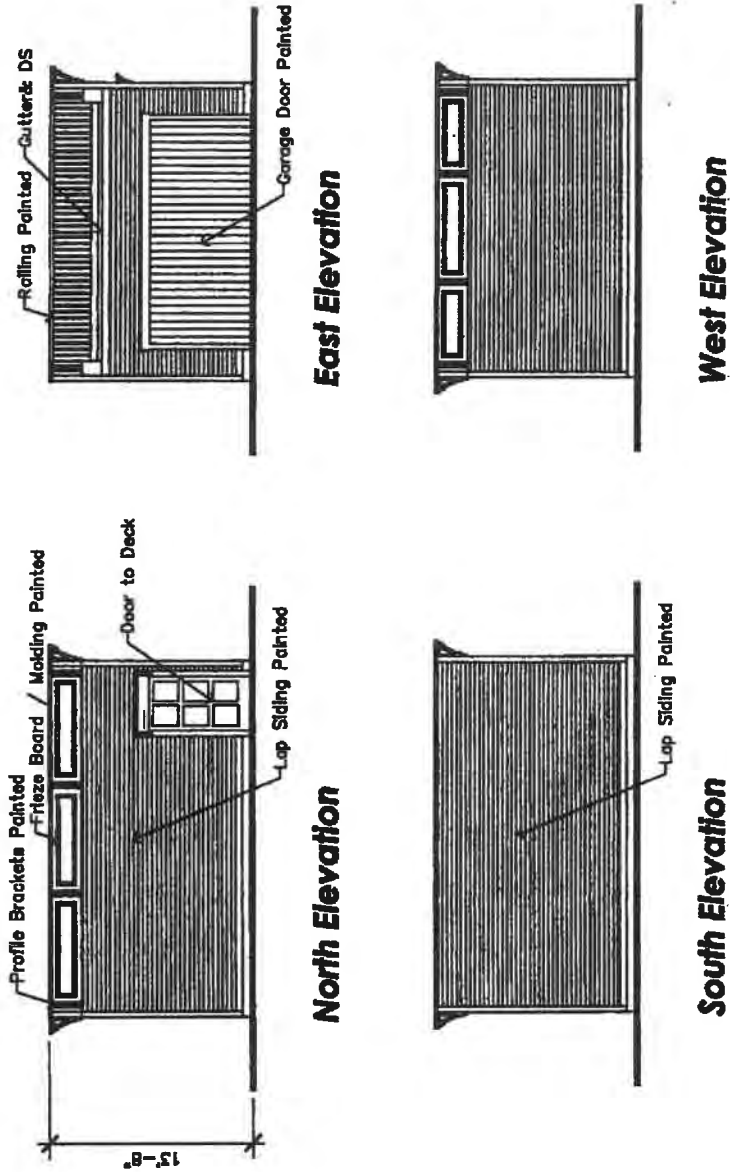 Profile Brackets Painted
Frieze Board
Molding Painted
Door to Deck
Lap Siding Painted
13'-8"
North Elevation
Railing Painted
Gutter& DS
Garage Door Painted
East Elevation
Lap Siding Painted
South Elevation
West Elevation